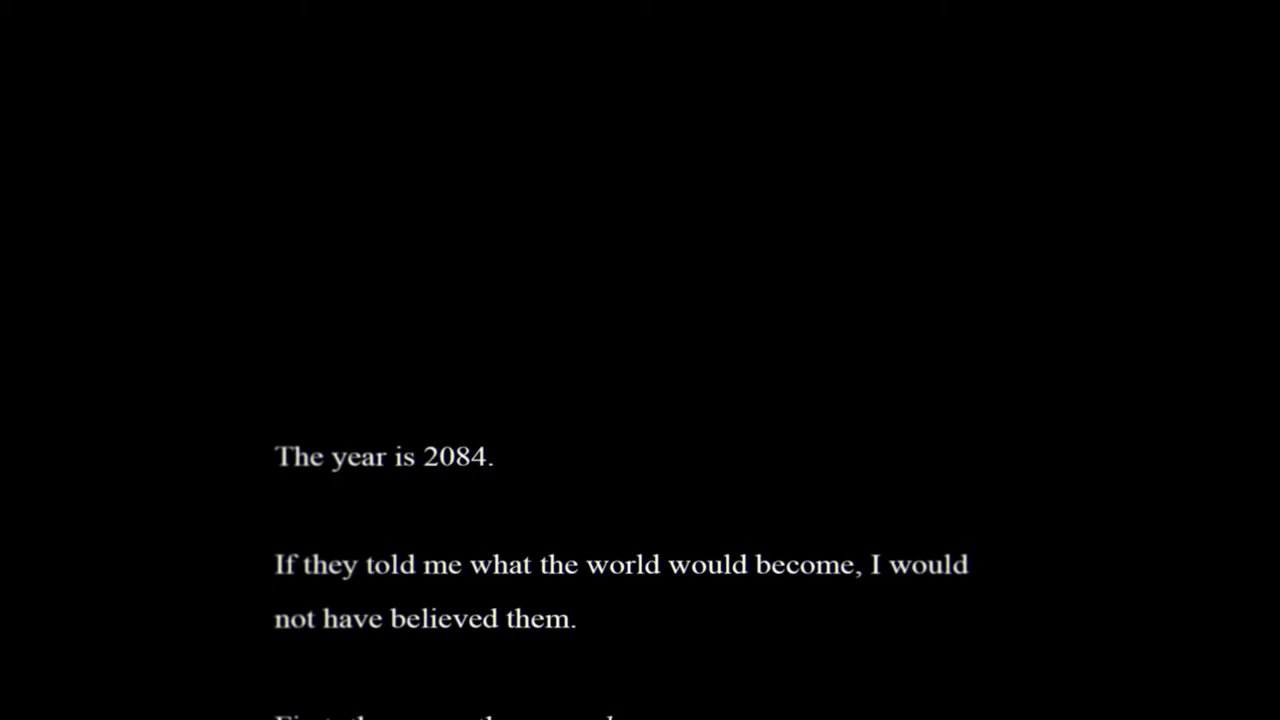 The year is 2084.
If they told me what the world would become, I would
not have believed them.